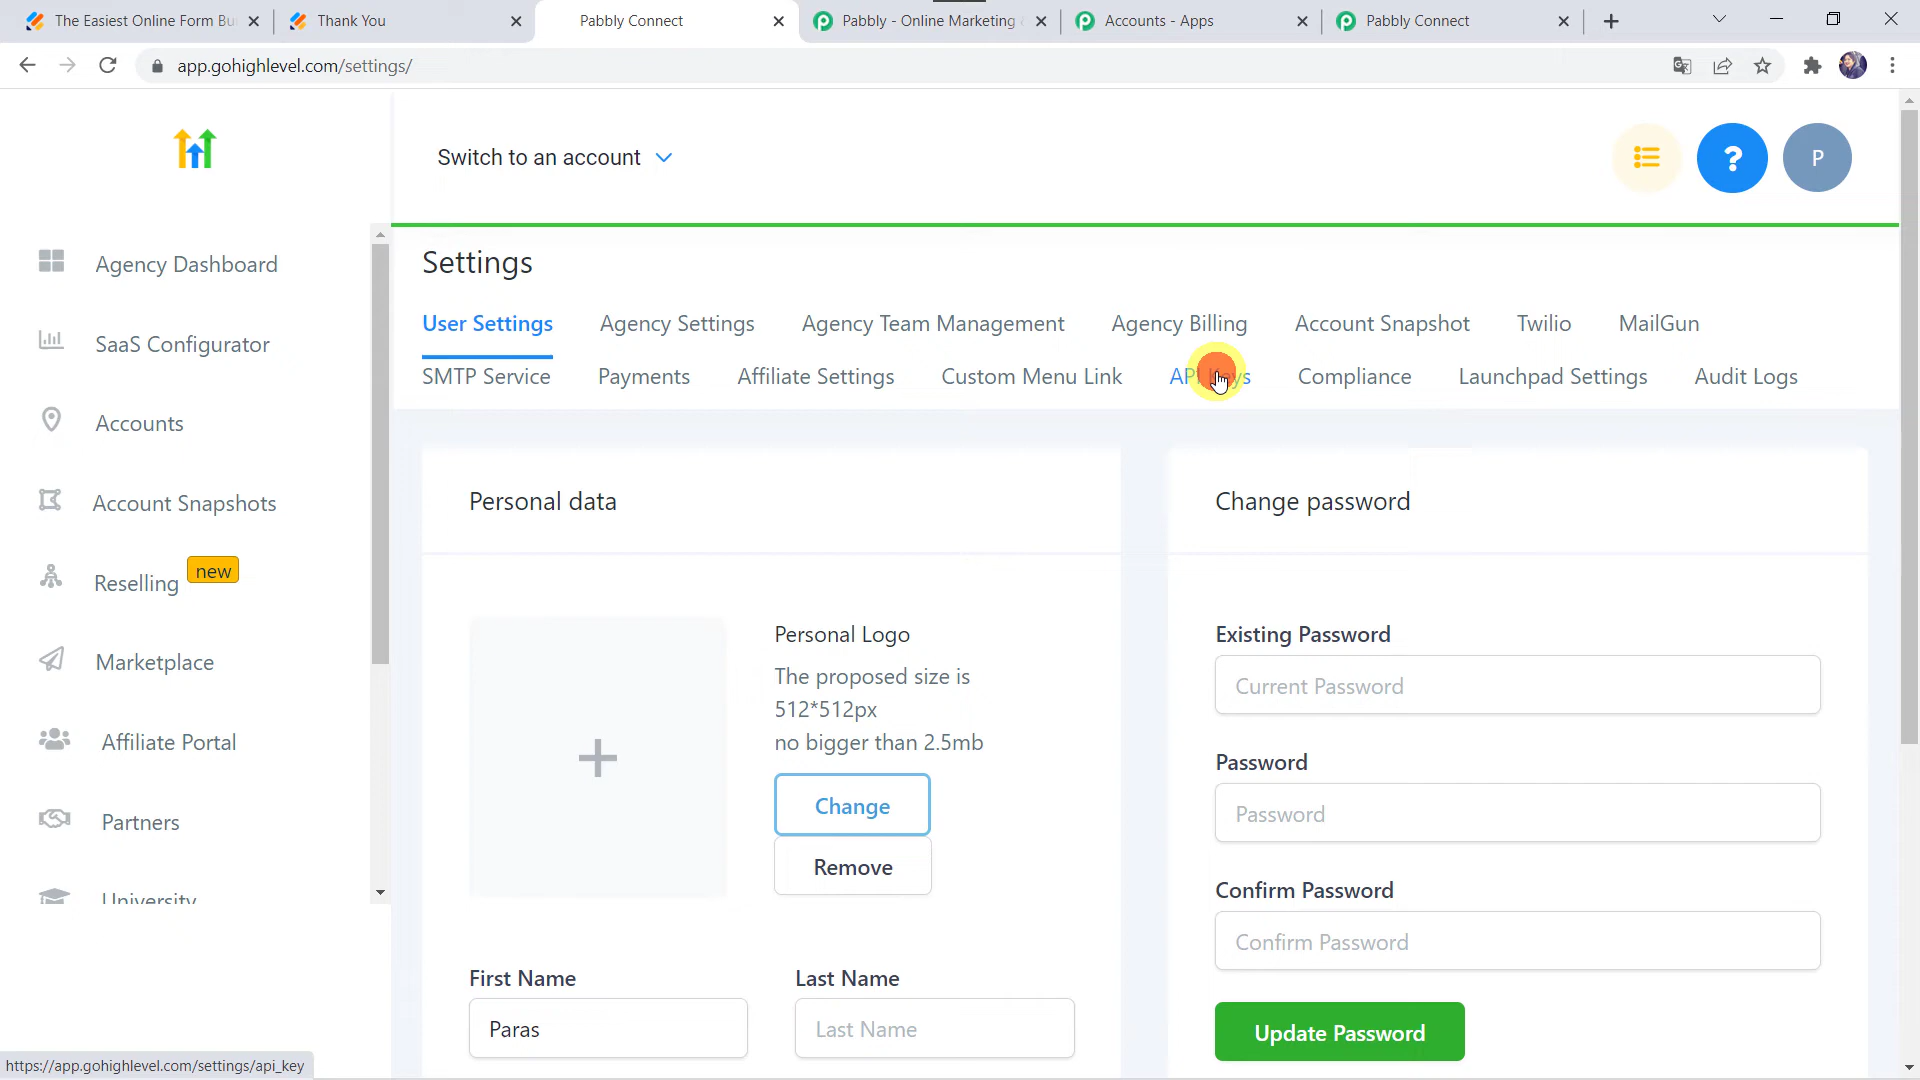 The Easiest Online Form Bu
Thank You
Pabbly Connect
Pabbly - Online Marketing
Accounts - Apps
Pabbly Connect
app.gohighlevel.com/settings/
Switch to an account
?
P
Agency Dashboard
SaaS Configurator
Accounts
Account Snapshots
Reselling new
Marketplace
Affiliate Portal
Partners
University
Settings
User Settings Agency Settings Agency Team Management Agency Billing Account Snapshot Twilio MailGun
SMTP Service Payments Affiliate Settings Custom Menu Link API Keys Compliance Launchpad Settings Audit Logs
Personal data
Personal Logo
The proposed size is
512*512px
no bigger than 2.5mb
Change
Remove
First Name
Paras
Last Name
Last Name
Change password
Existing Password
Current Password
Password
Password
Confirm Password
Confirm Password
Update Password
https://app.gohighlevel.com/settings/api_key